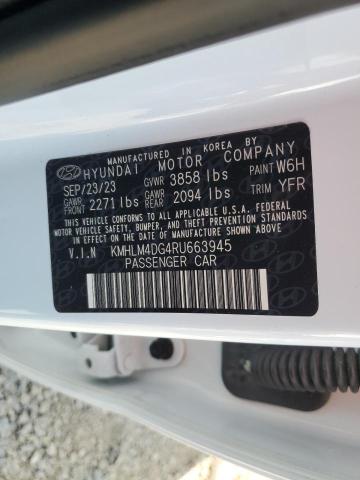 MANUFACTURED IN KOREA BY
HYUNDAI MOTOR COMPANY
SEP/23/23 GVWR 3858 lbs PAINT W6H
GAWR FRONT 2271 lbs GAWR REAR 2094 lbs TRIM YFR
THIS VEHICLE CONFORMS TO ALL APPLICABLE U.S.A. FEDERAL
MOTOR VEHICLE SAFETY, BUMPER, AND THEFT PREVENTION
STANDARDS IN EFFECT ON THE DATE OF MANUFACTURE SHOWN
ABOVE.
V.I.N KMHLM4DG4RU663945
PASSENGER CAR